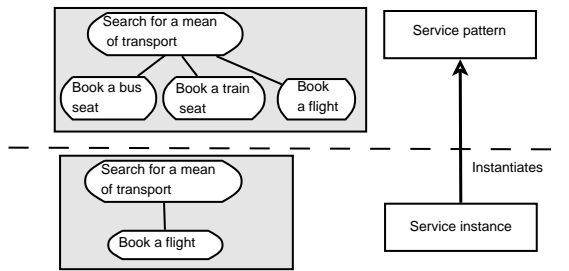 Search for a mean
of transport
Service pattern
Book a bus
seat
Book a train
seat
Book
a flight
Instantiates
Search for a mean
of transport
Book a flight
Service instance